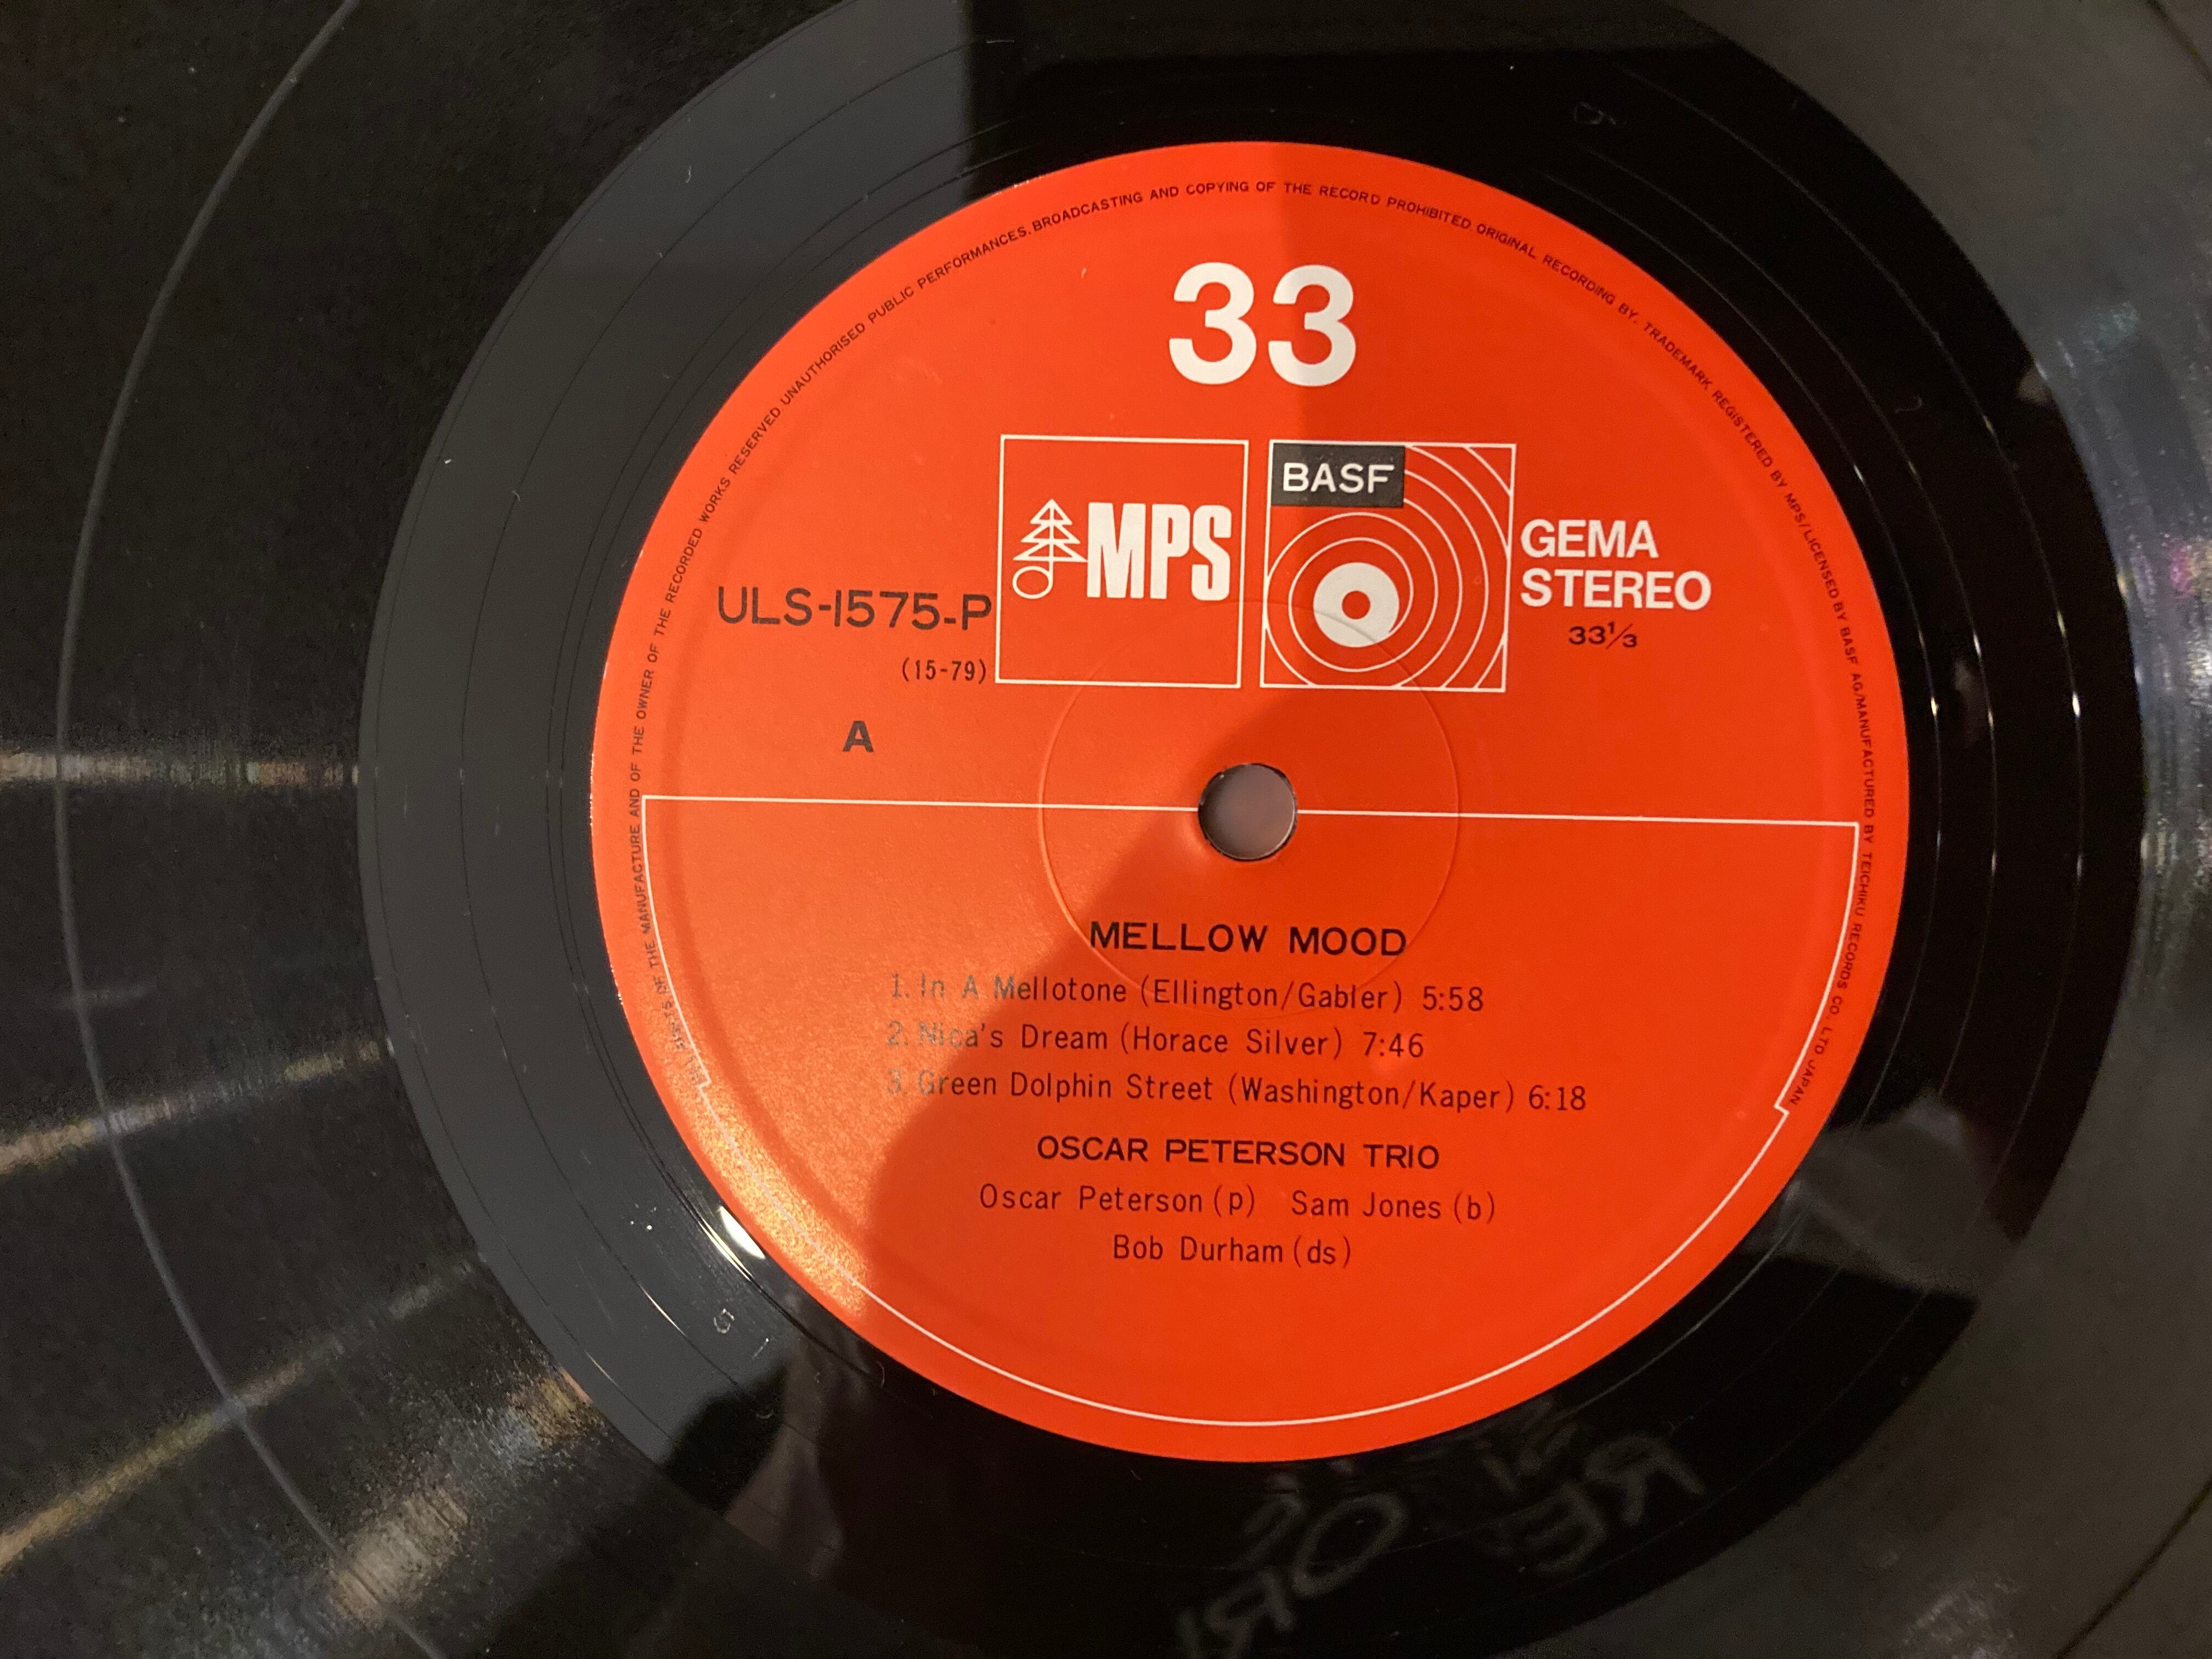 ALL RIGHTS OF THE MANUFACTURE AND OF THE OWNER OF THE RECORDED WORKS RESERVED UNAUTHORISED PUBLIC PERFORMANCES, BROADCASTING AND COPYING OF THE RECORD PROHIBITED ORIGINAL RECORDING BY. TRADEMARK REGISTERED BY MPS/LICENSED BY BASF AG/MANUFACTURED BY TEICHIKU RECORDS CO. LTD JAPAN
33
MPS
BASF
GEMA
STEREO
33⅓
ULS-1575-P
(15-79)
A
MELLOW MOOD
1. In A Mellotone (Ellington/Gabler) 5:58
2. Nica's Dream (Horace Silver) 7:46
3. Green Dolphin Street (Washington/Kaper) 6:18
OSCAR PETERSON TRIO
Oscar Peterson (p) Sam Jones (b)
Bob Durham (ds)